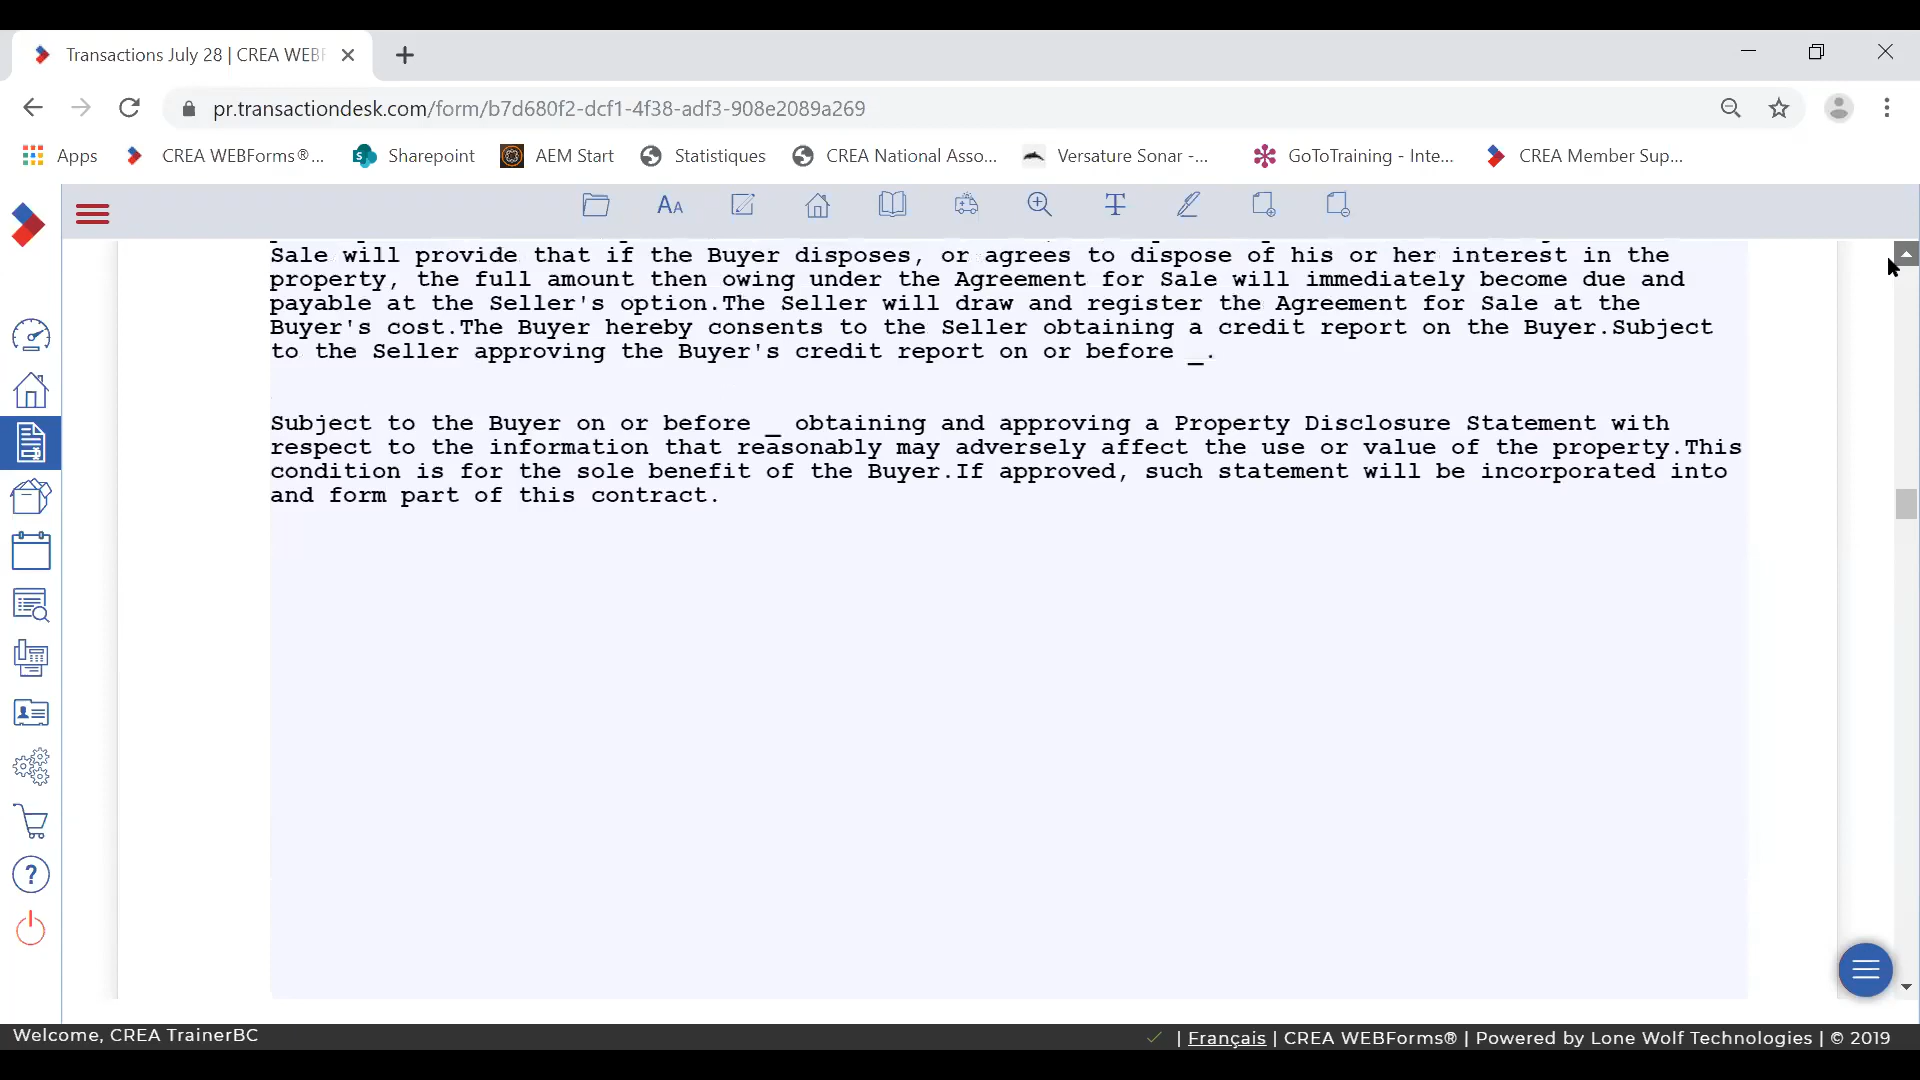 Transactions July 28 | CREA WEBF
pr.transactiondesk.com/form/b7d680f2-dcf1-4f38-adf3-908e2089a269
Apps CREA WEBForms®... Sharepoint AEM Start Statistiques CREA National Asso... Versature Sonar -... GoToTraining - Inte... CREA Member Sup...
AA T
Sale will provide that if the Buyer disposes, or agrees to dispose of his or her interest in the
property, the full amount then owing under the Agreement for Sale will immediately become due and
payable at the Seller's option.The Seller will draw and register the Agreement for Sale at the
Buyer's cost.The Buyer hereby consents to the Seller obtaining a credit report on the Buyer.Subject
to the Seller approving the Buyer's credit report on or before _.
Subject to the Buyer on or before _ obtaining and approving a Property Disclosure Statement with
respect to the information that reasonably may adversely affect the use or value of the property.This
condition is for the sole benefit of the Buyer.If approved, such statement will be incorporated into
and form part of this contract.
?
Welcome, CREA TrainerBC
| Français | CREA WEBForms® | Powered by Lone Wolf Technologies | © 2019